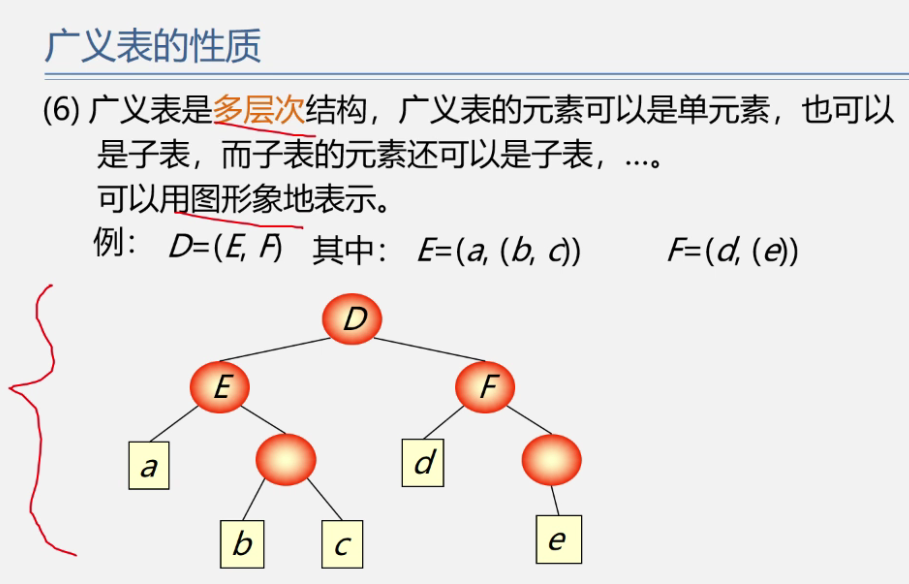 广义表的性质
(6) 广义表是多层次结构，广义表的元素可以是单元素，也可以
是子表，而子表的元素还可以是子表，…。
可以用图形象地表示。
例： D=(E, F) 其中： E=(a, (b, c)) F=(d, (e))
D
E F
a d
b c e